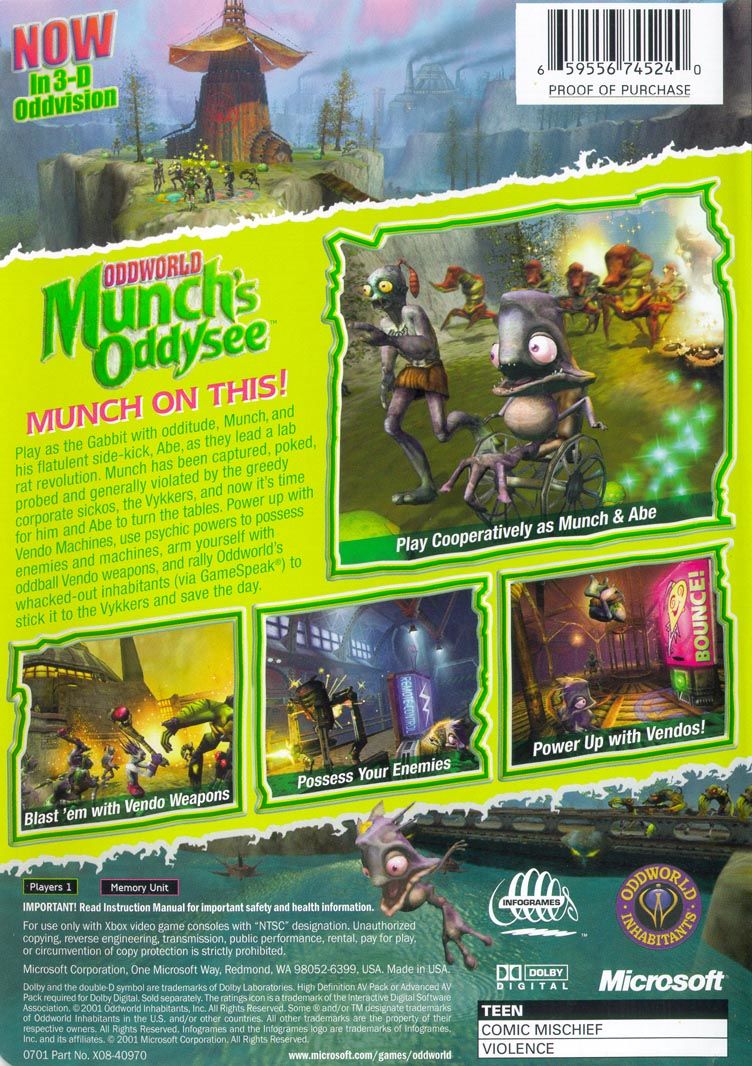 NOW
In 3-D
Oddvision
6 59556 74524 0
PROOF OF PURCHASE
ODDWORLD
Munch's
Oddysee™
MUNCH ON THIS!
Play as the Gabbit with odditude, Munch, and
his flatulent side-kick, Abe, as they lead a lab
rat revolution. Munch has been captured, poked,
probed and generally violated by the greedy
corporate sickos, the Vykkers, and now it's time
for him and Abe to turn the tables. Power up with
Vendo Machines, use psychic powers to possess
enemies and machines, arm yourself with
oddball Vendo weapons, and rally Oddworld's
whacked-out inhabitants (via GameSpeak®) to
stick it to the Vykkers and save the day.
Play Cooperatively as Munch & Abe
Blast 'em with Vendo Weapons
REMOTE-CONTROL
Possess Your Enemies
BOUNCE!
Power Up with Vendos!
Players 1
Memory Unit
IMPORTANT! Read Instruction Manual for important safety and health information.
For use only with Xbox video game consoles with "NTSC" designation. Unauthorized
copying, reverse engineering, transmission, public performance, rental, pay for play,
or circumvention of copy protection is strictly prohibited.
Microsoft Corporation, One Microsoft Way, Redmond, WA 98052-6399, USA. Made in USA.
Dolby and the double-D symbol are trademarks of Dolby Laboratories. High Definition AV Pack or Advanced AV
Pack required for Dolby Digital. Sold separately. The ratings icon is a trademark of the Interactive Digital Software
Association. © 2001 Oddworld Inhabitants, Inc. All Rights Reserved. Some ® and/or TM designate trademarks
of Oddworld Inhabitants in the U.S. and/or other countries. All other trademarks are the property of their
respective owners. All Rights Reserved. Infogrames and the Infogrames logo are trademarks of Infogrames,
Inc. and its affiliates. © 2001 Microsoft Corporation. All Rights Reserved.
0701 Part No. X08-40970
www.microsoft.com/games/oddworld
INFOGRAMES™
ODDWORLD
INHABITANTS
DOLBY
DIGITAL
Microsoft
TEEN
COMIC MISCHIEF
VIOLENCE